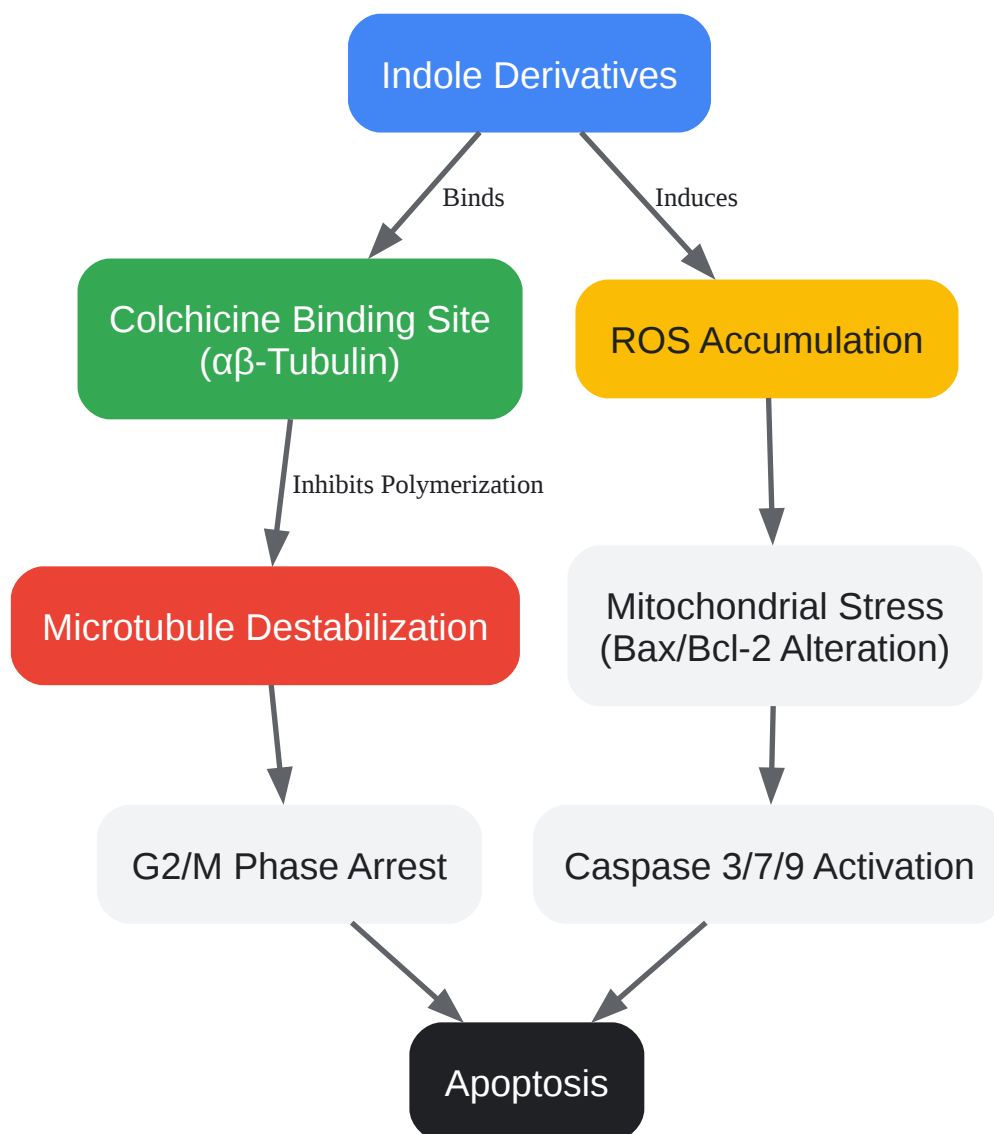 Indole Derivatives
Binds
Induces
Colchicine Binding Site
(αβ-Tubulin)
ROS Accumulation
Inhibits Polymerization
Microtubule Destabilization
Mitochondrial Stress
(Bax/Bcl-2 Alteration)
G2/M Phase Arrest
Caspase 3/7/9 Activation
Apoptosis